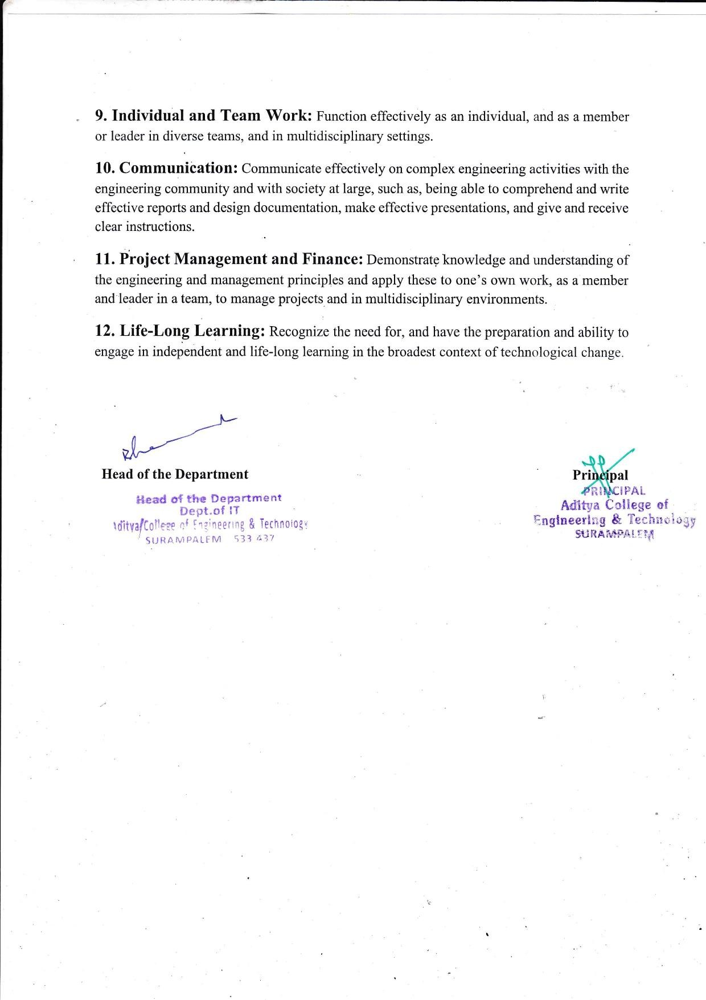 9. Individual and Team Work: Function effectively as an individual, and as a member
or leader in diverse teams, and in multidisciplinary settings.
10. Communication: Communicate effectively on complex engineering activities with the
engineering community and with society at large, such as, being able to comprehend and write
effective reports and design documentation, make effective presentations, and give and receive
clear instructions.
11. Project Management and Finance: Demonstrate knowledge and understanding of
the engineering and management principles and apply these to one’s own work, as a member
and leader in a team, to manage projects and in multidisciplinary environments.
12. Life-Long Learning: Recognize the need for, and have the preparation and ability to
engage in independent and life-long learning in the broadest context of technological change.
Head of the Department
Head of the Department
Dept.of IT
Aditya College of Engineering & Technology
SURAMPALEM 533 437
Principal
PRINCIPAL
Aditya College of
Engineering & Technology
SURAMPALEM